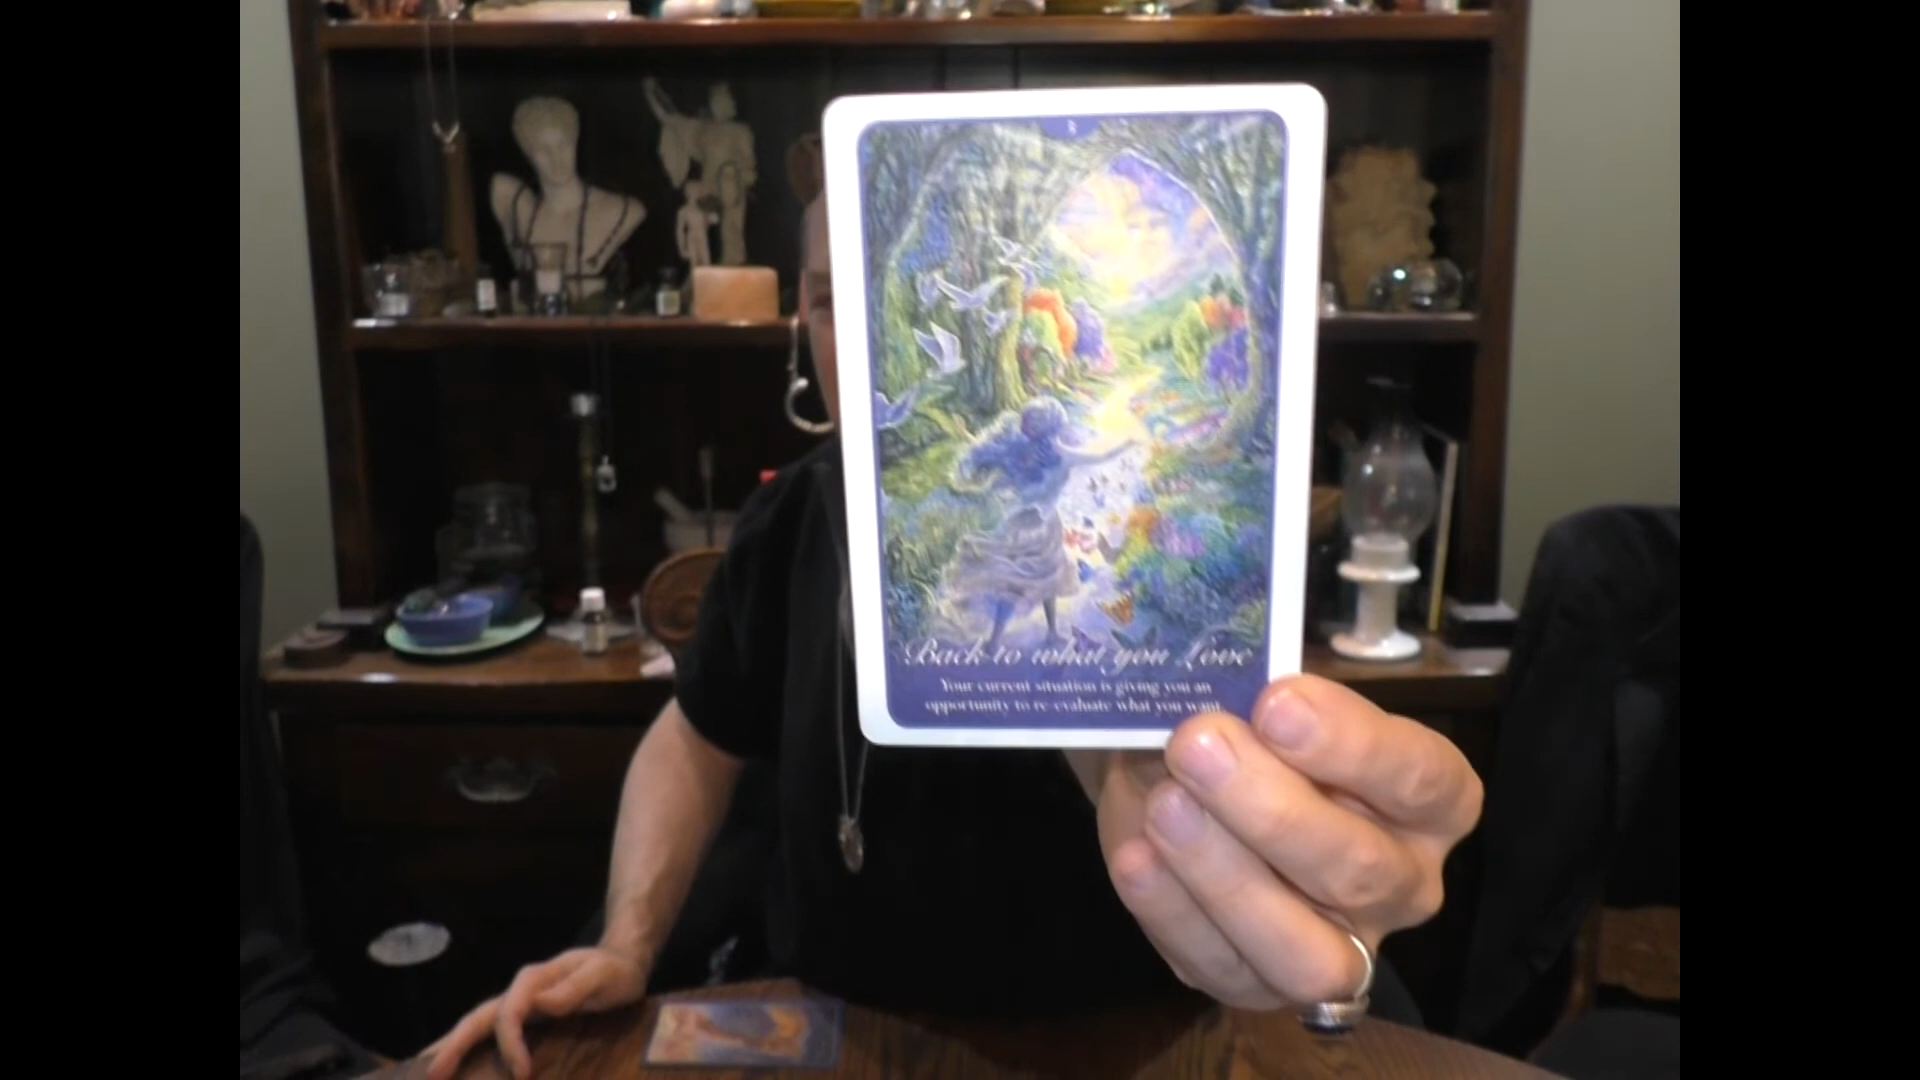 3
Back to what you Love
Your current situation is giving you an
opportunity to re-evaluate what you want.